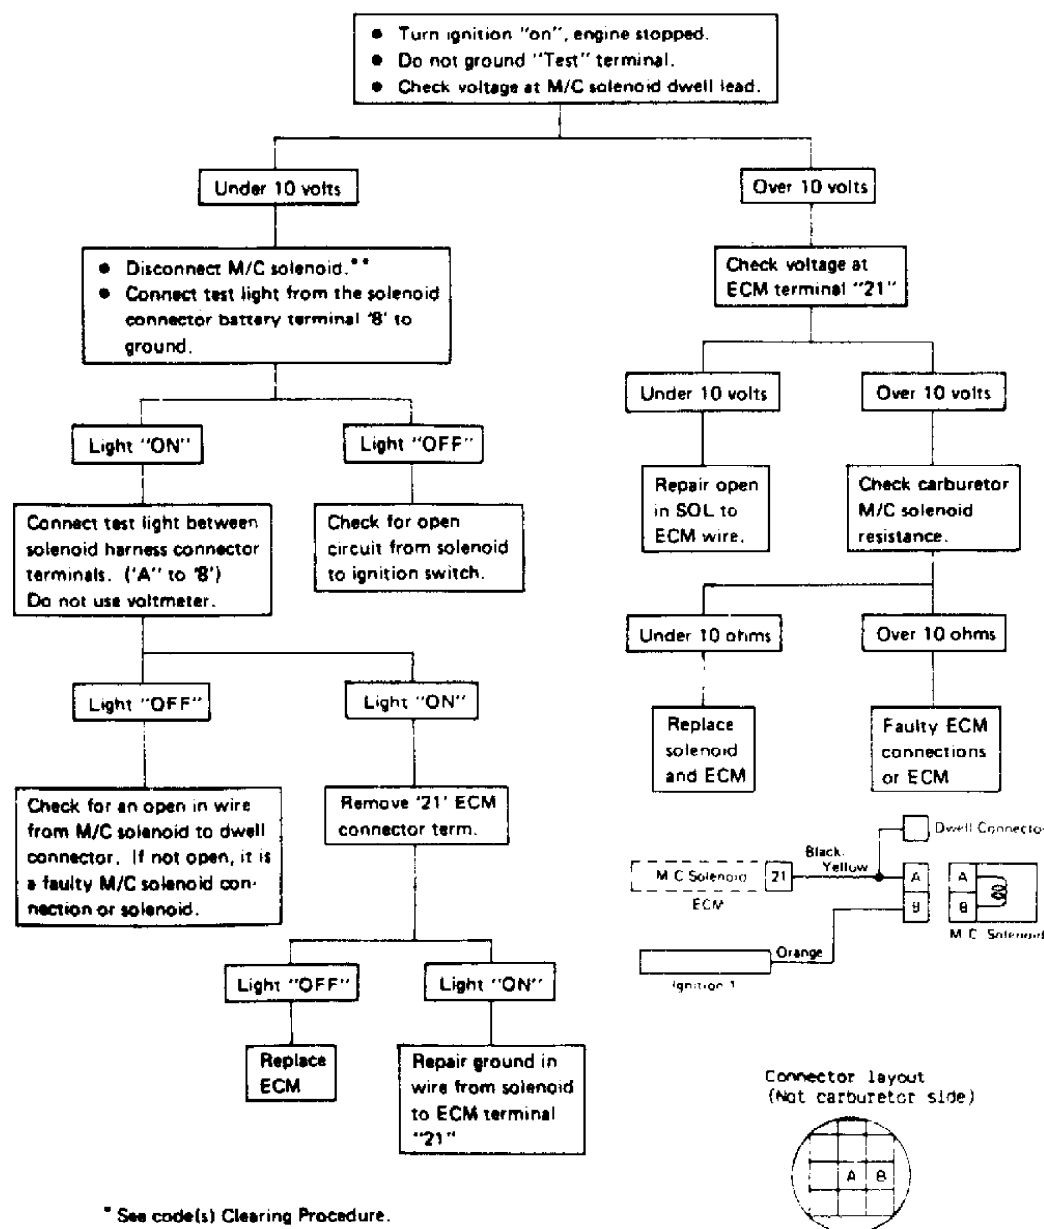 ● Turn ignition "on", engine stopped.
● Do not ground "Test" terminal.
● Check voltage at M/C solenoid dwell lead.
Under 10 volts
Over 10 volts
● Disconnect M/C solenoid.**
● Connect test light from the solenoid
connector battery terminal 'B' to
ground.
Check voltage at
ECM terminal "21"
Under 10 volts
Over 10 volts
Light "ON"
Light "OFF"
Repair open
in SOL to
ECM wire.
Check carburetor
M/C solenoid
resistance.
Connect test light between
solenoid harness connector
terminals. ('A" to 'B')
Do not use voltmeter.
Check for open
circuit from solenoid
to ignition switch.
Under 10 ohms
Over 10 ohms
Light "OFF"
Light "ON"
Replace
solenoid
and ECM
Faulty ECM
connections
or ECM
Check for an open in wire
from M/C solenoid to dwell
connector. If not open, it is
a faulty M/C solenoid con-
nection or solenoid.
Remove '21' ECM
connector term.
Dwell Connector
Black
Yellow
M/C Solenoid
21
ECM
A
B
A
B
M C Solenoid
Orange
Ignition 1
Light "OFF"
Light "ON"
Replace
ECM
Repair ground in
wire from solenoid
to ECM terminal
"21"
Connector layout
(Not carburetor side)
A B
* See code(s) Clearing Procedure.